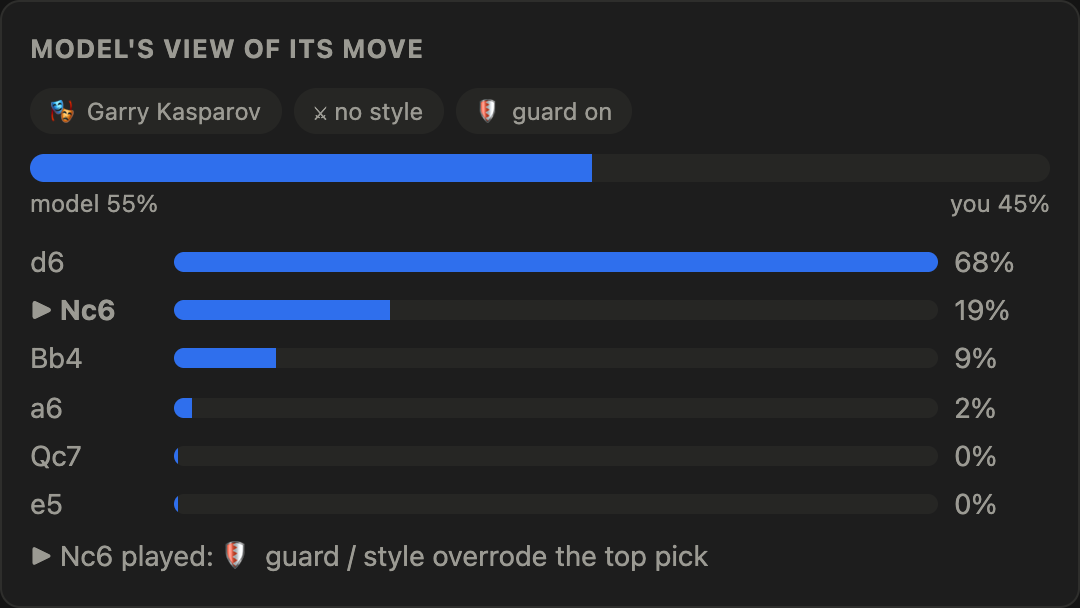 MODEL'S VIEW OF ITS MOVE
🎭 Garry Kasparov ⚔ no style 🛡 guard on
model 55% you 45%
d6 68%
▶ Nc6 19%
Bb4 9%
a6 2%
Qc7 0%
e5 0%
▶ Nc6 played: 🛡 guard / style overrode the top pick